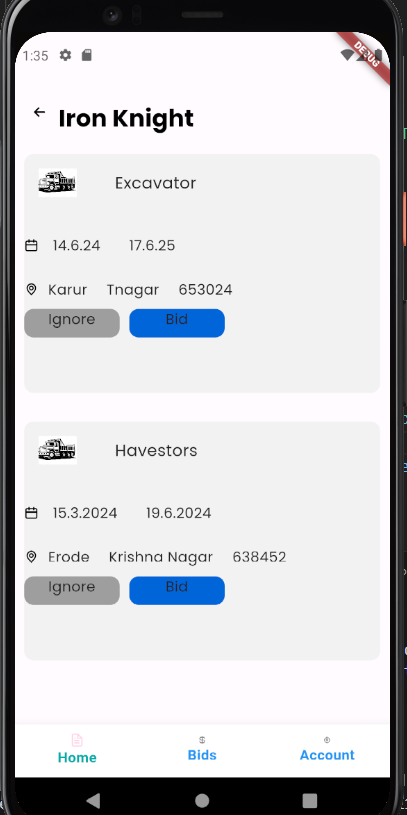 1:35
DEBUG
Iron Knight
Excavator
14.6.24 17.6.25
Karur Tnagar 653024
Ignore Bid
Havestors
15.3.2024 19.6.2024
Erode Krishna Nagar 638452
Ignore Bid
Home Bids Account